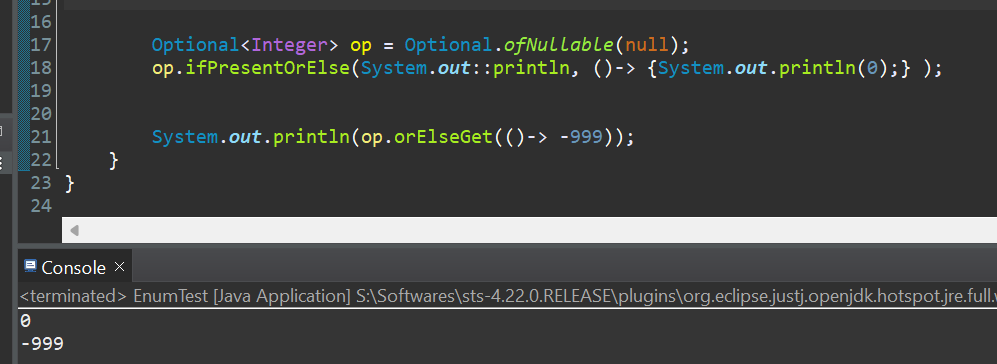 15
16
17 Optional<Integer> op = Optional.ofNullable(null);
18 op.ifPresentOrElse(System.out::println, ()-> {System.out.println(0);} );
19
20
21 System.out.println(op.orElseGet(()-> -999));
22 }
23 }
24
Console ×
<terminated> EnumTest [Java Application] S:\Softwares\sts-4.22.0.RELEASE\plugins\org.eclipse.justj.openjdk.hotspot.jre.full.
0
-999